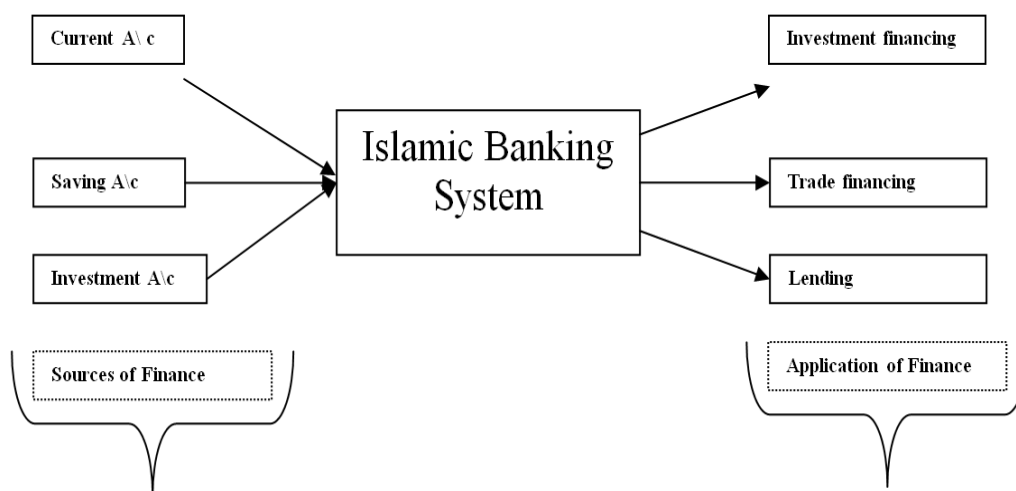 Current A\ c
Saving A\c
Investment A\c
Sources of Finance
Islamic Banking
System
Investment financing
Trade financing
Lending
Application of Finance